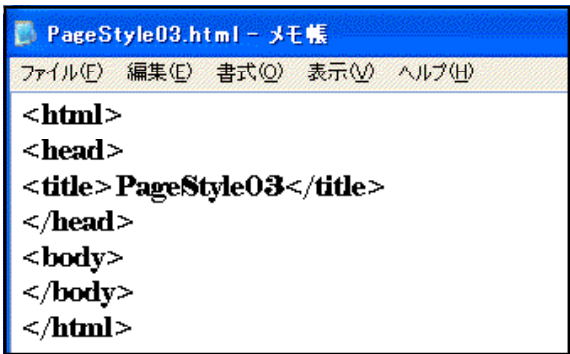 PageStyle03.html - メモ帳
ファイル(F) 編集(E) 書式(O) 表示(V) ヘルプ(H)
<html>
<head>
<title>PageStyle03</title>
</head>
<body>
</body>
</html>